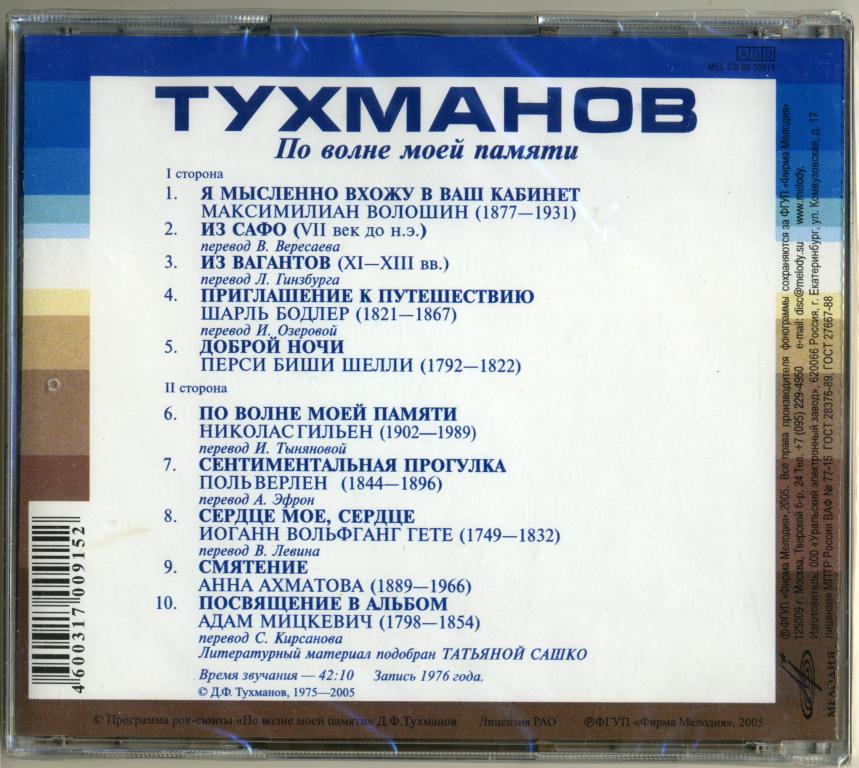 ADD
MEL CD 60 00915
ТУХМАНОВ
По волне моей памяти
I сторона
1. Я МЫСЛЕННО ВХОЖУ В ВАШ КАБИНЕТ
МАКСИМИЛИАН ВОЛОШИН (1877—1931)
2. ИЗ САФО (VII век до н.э.)
перевод В. Вересаева
3. ИЗ ВАГАНТОВ (XI—XIII вв.)
перевод Л. Гинзбурга
4. ПРИГЛАШЕНИЕ К ПУТЕШЕСТВИЮ
ШАРЛЬ БОДЛЕР (1821—1867)
перевод И. Озеровой
5. ДОБРОЙ НОЧИ
ПЕРСИ БИШИ ШЕЛЛИ (1792—1822)
II сторона
6. ПО ВОЛНЕ МОЕЙ ПАМЯТИ
НИКОЛАС ГИЛЬЕН (1902—1989)
перевод И. Тыняновой
7. СЕНТИМЕНТАЛЬНАЯ ПРОГУЛКА
ПОЛЬ ВЕРЛЕН (1844—1896)
перевод А. Эфрон
8. СЕРДЦЕ МОЕ, СЕРДЦЕ
ИОГАНН ВОЛЬФГАНГ ГЕТЕ (1749—1832)
перевод В. Левина
9. СМЯТЕНИЕ
АННА АХМАТОВА (1889—1966)
10. ПОСВЯЩЕНИЕ В АЛЬБОМ
АДАМ МИЦКЕВИЧ (1798—1854)
перевод С. Кирсанова
Литературный материал подобран ТАТЬЯНОЙ САШКО
Время звучания — 42:10 Запись 1976 года.
© Д.Ф. Тухманов, 1975—2005
© Программа рок-сюиты «По волне моей памяти» Д.Ф.Тухманов Лицензия РАО ℗ФГУП «Фирма Мелодия», 2005
4 600317 009152
℗ФГУП «Фирма Мелодия», 2005. Все права производителя фонограммы сохраняются за ФГУП «Фирма Мелодия»
125009 г. Москва, Тверской б-р, 24 Тел. +7 (095) 229-4950 e-mail: disc@melody.su www.melody.
Изготовитель: ООО «Уральский электронный завод», 620066 Россия, г. Екатеринбург, ул. Комвузовская, д. 17
Лицензия МПТР России ВАФ № 77-15 ГОСТ 28376-89, ГОСТ 27667-88
МЕЛОДИЯ